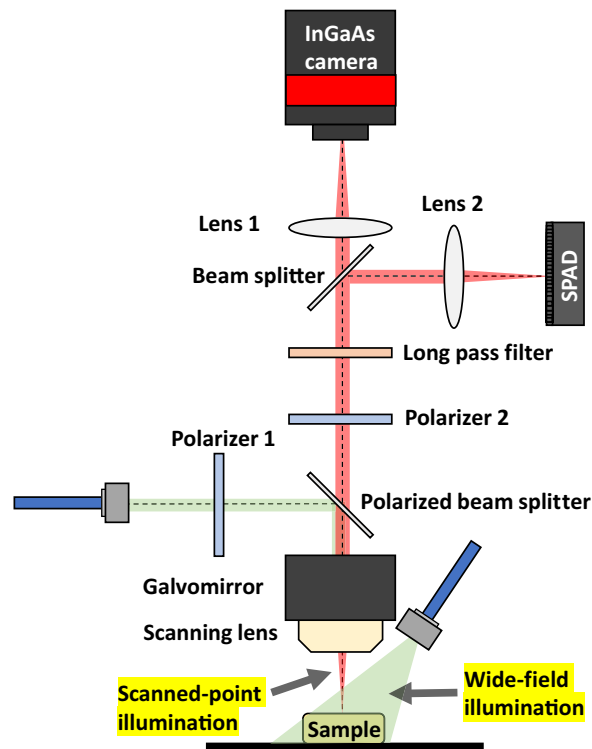 InGaAs
camera
Lens 1
Lens 2
Beam splitter
SPAD
Long pass filter
Polarizer 2
Polarizer 1
Polarized beam splitter
Galvomirror
Scanning lens
Scanned-point
illumination
Wide-field
illumination
Sample